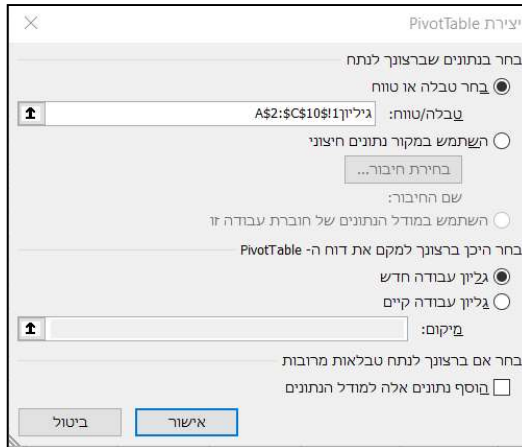 יצירת PivotTable
בחר בנתונים שברצונך לנתח
בחר טבלה או טווח
טבלה/טווח: גיליון1!$A$2:$C$10
השתמש במקור נתונים חיצוני
בחירת חיבור...
שם החיבור:
השתמש במודל הנתונים של חוברת עבודה זו
בחר היכן ברצונך למקם את דוח ה- PivotTable
גליון עבודה חדש
גליון עבודה קיים
מיקום:
בחר אם ברצונך לנתח טבלאות מרובות
הוסף נתונים אלה למודל הנתונים
אישור ביטול